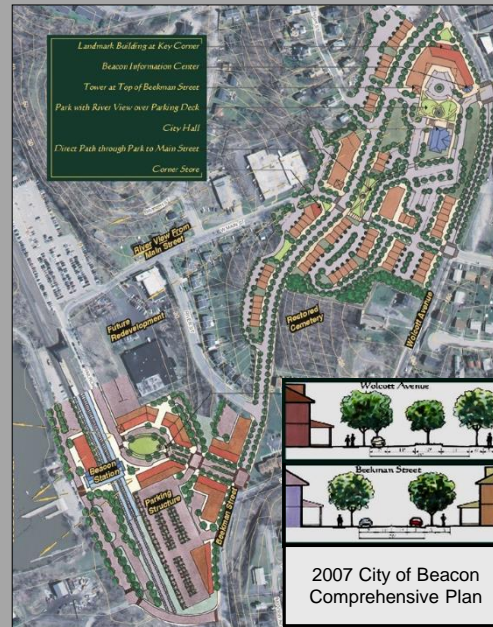 Landmark Building at Key Corner
Beacon Information Center
Tower at Top of Beekman Street
Park with River View over Parking Deck
City Hall
Direct Path through Park to Main Street
Corner Store
River View From
Main Street
Future
Redevelopment
Restored
Cemetery
Wolcott Avenue
Beacon
Station
Parking
Structure
Beekman Street
Wolcott Avenue
Beekman Street
2007 City of Beacon
Comprehensive Plan